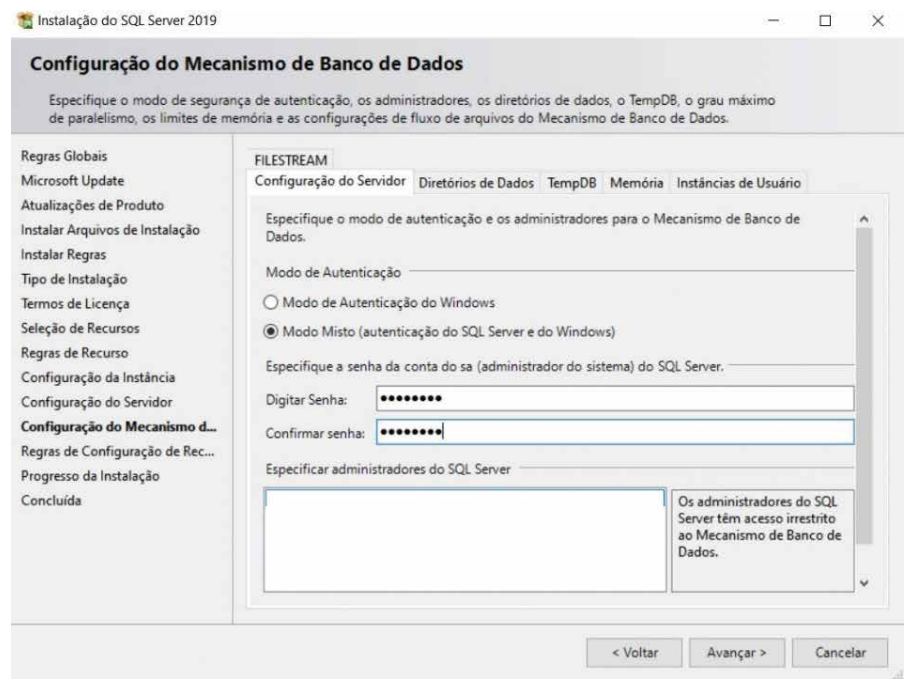 Instalação do SQL Server 2019
Configuração do Mecanismo de Banco de Dados
Especifique o modo de segurança de autenticação, os administradores, os diretórios de dados, o TempDB, o grau máximo
de paralelismo, os limites de memória e as configurações de fluxo de arquivos do Mecanismo de Banco de Dados.
Regras Globais
Microsoft Update
Atualizações de Produto
Instalar Arquivos de Instalação
Instalar Regras
Tipo de Instalação
Termos de Licença
Seleção de Recursos
Regras de Recurso
Configuração da Instância
Configuração do Servidor
Configuração do Mecanismo d...
Regras de Configuração de Rec...
Progresso da Instalação
Concluída
FILESTREAM
Configuração do Servidor Diretórios de Dados TempDB Memória Instâncias de Usuário
Especifique o modo de autenticação e os administradores para o Mecanismo de Banco de
Dados.
Modo de Autenticação
Modo de Autenticação do Windows
Modo Misto (autenticação do SQL Server e do Windows)
Especifique a senha da conta do sa (administrador do sistema) do SQL Server.
Digitar Senha: ●●●●●●●●
Confirmar senha: ●●●●●●●●
Especificar administradores do SQL Server
Os administradores do SQL
Server têm acesso irrestrito
ao Mecanismo de Banco de
Dados.
< Voltar Avançar > Cancelar